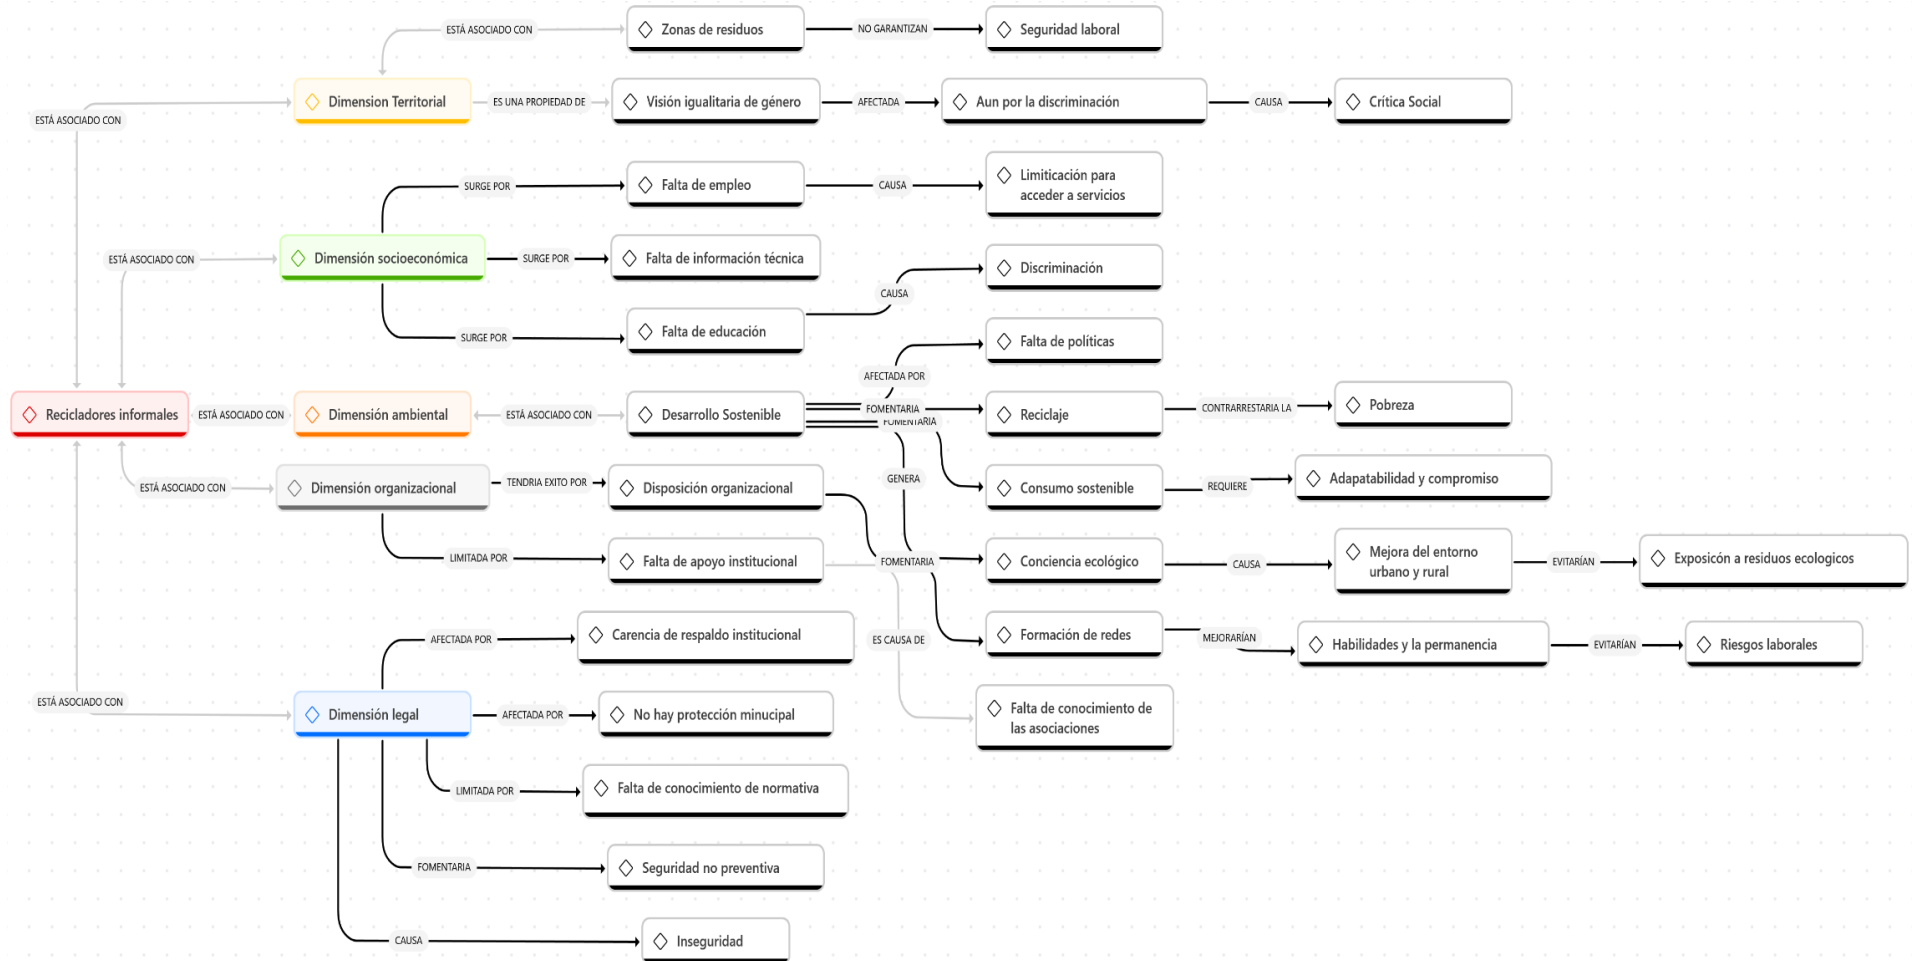 ESTÁ ASOCIADO CON
Zonas de residuos
NO GARANTIZAN
Seguridad laboral
ESTÁ ASOCIADO CON
Dimension Territorial
ES UNA PROPIEDAD DE
Visión igualitaria de género
AFECTADA
Aun por la discriminación
CAUSA
Crítica Social
SURGE POR
Falta de empleo
CAUSA
Limiticación para
acceder a servicios
ESTÁ ASOCIADO CON
Dimensión socioeconómica
SURGE POR
Falta de información técnica
SURGE POR
Falta de educación
CAUSA
Discriminación
AFECTADA POR
Falta de políticas
Recicladores informales
ESTÁ ASOCIADO CON
Dimensión ambiental
ESTÁ ASOCIADO CON
Desarrollo Sostenible
FOMENTARIA
Reciclaje
CONTRARRESTARIA LA
Pobreza
FOMENTARIA
Consumo sostenible
REQUIERE
Adapatabilidad y compromiso
GENERA
ESTÁ ASOCIADO CON
Dimensión organizacional
TENDRIA EXITO POR
Disposición organizacional
LIMITADA POR
Falta de apoyo institucional
FOMENTARIA
Conciencia ecológico
CAUSA
Mejora del entorno
urbano y rural
EVITARÍAN
Exposicón a residuos ecologicos
Formación de redes
MEJORARÍAN
Habilidades y la permanencia
EVITARÍAN
Riesgos laborales
ES CAUSA DE
Falta de conocimiento de
las asociaciones
ESTÁ ASOCIADO CON
Dimensión legal
AFECTADA POR
Carencia de respaldo institucional
AFECTADA POR
No hay protección minucipal
LIMITADA POR
Falta de conocimiento de normativa
FOMENTARIA
Seguridad no preventiva
CAUSA
Inseguridad